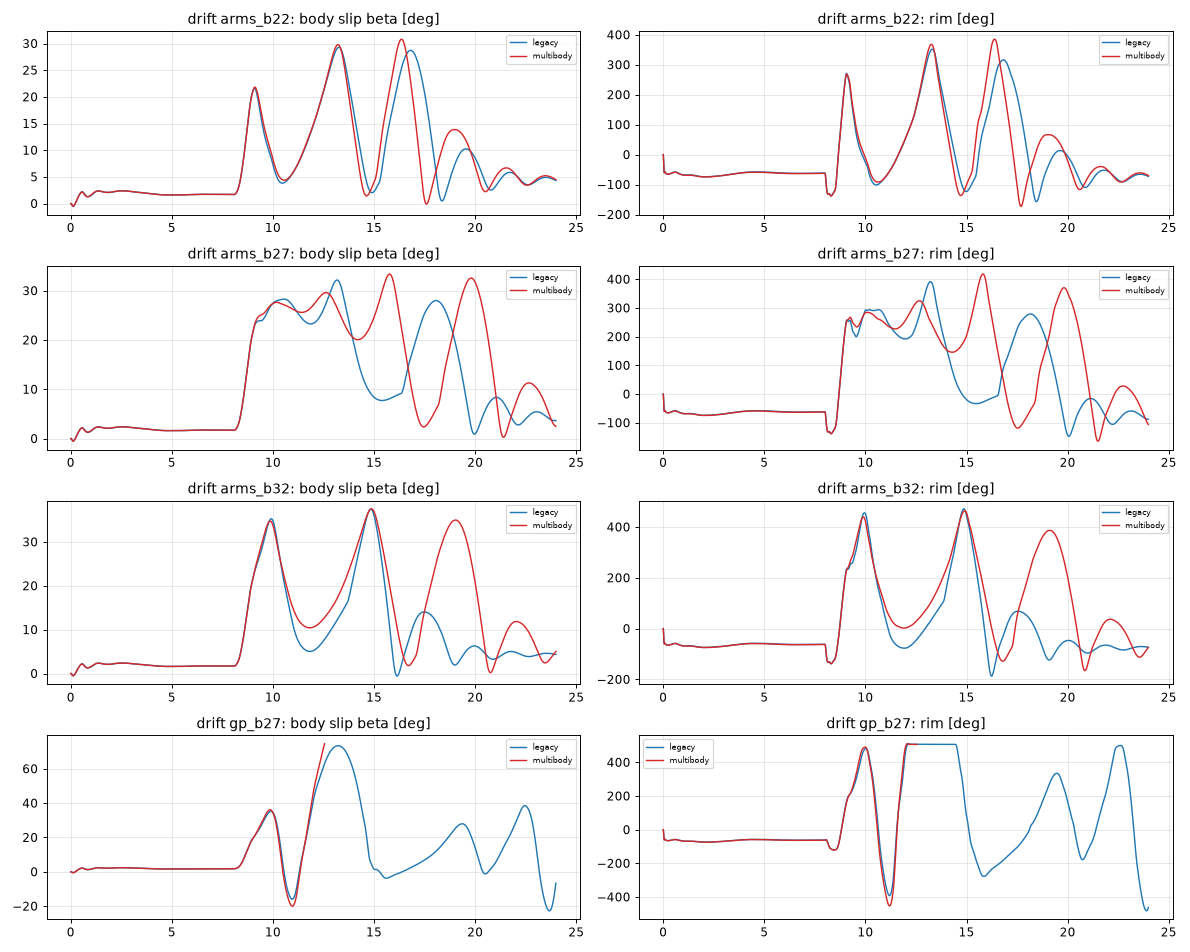 drift arms_b22: body slip beta [deg]
30
25
20
15
10
5
0
0 5 10 15 20 25
legacy
multibody
drift arms_b22: rim [deg]
400
300
200
100
0
−100
−200
0 5 10 15 20 25
legacy
multibody
drift arms_b27: body slip beta [deg]
30
20
10
0
0 5 10 15 20 25
legacy
multibody
drift arms_b27: rim [deg]
400
300
200
100
0
−100
0 5 10 15 20 25
legacy
multibody
drift arms_b32: body slip beta [deg]
30
20
10
0
0 5 10 15 20 25
legacy
multibody
drift arms_b32: rim [deg]
400
200
0
−200
0 5 10 15 20 25
legacy
multibody
drift gp_b27: body slip beta [deg]
60
40
20
0
−20
0 5 10 15 20 25
legacy
multibody
drift gp_b27: rim [deg]
400
200
0
−200
−400
0 5 10 15 20 25
legacy
multibody